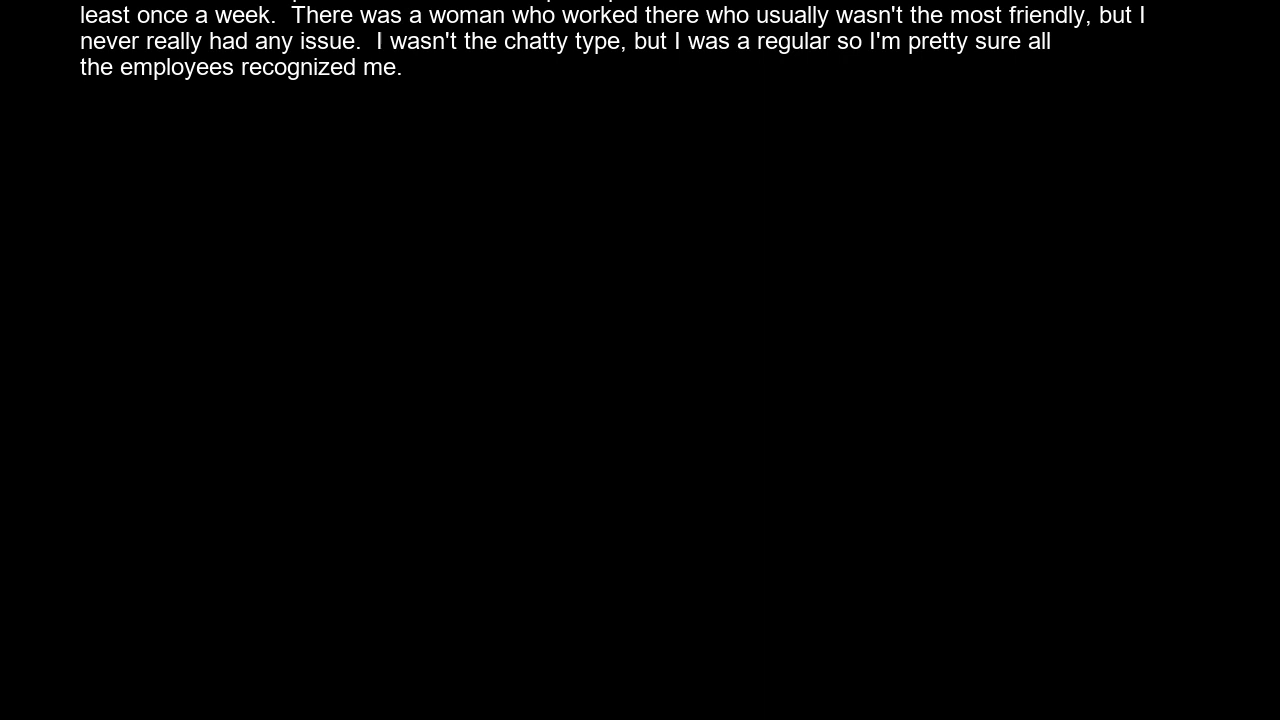 least once a week.  There was a woman who worked there who usually wasn't the most friendly, but I
never really had any issue.  I wasn't the chatty type, but I was a regular so I'm pretty sure all
the employees recognized me.